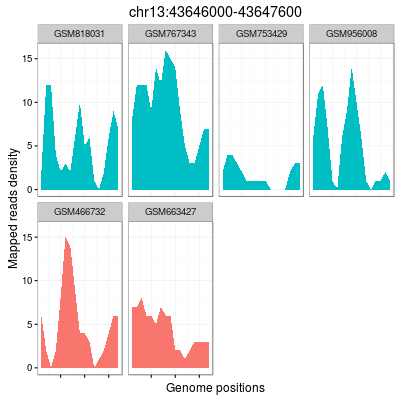 chr13:43646000-43647600
GSM818031 GSM767343 GSM753429 GSM956008
15
10
5
0
GSM466732 GSM663427
15
10
5
0
Mapped reads density
Genome positions